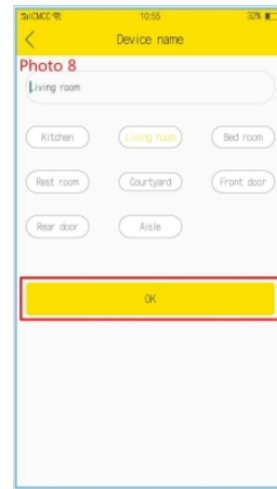 CMCC 10:55 32%
Device name
Photo 8
Living room
Kitchen Living room Bed room
Rest room Courtyard Front door
Rear door Aisle
OK